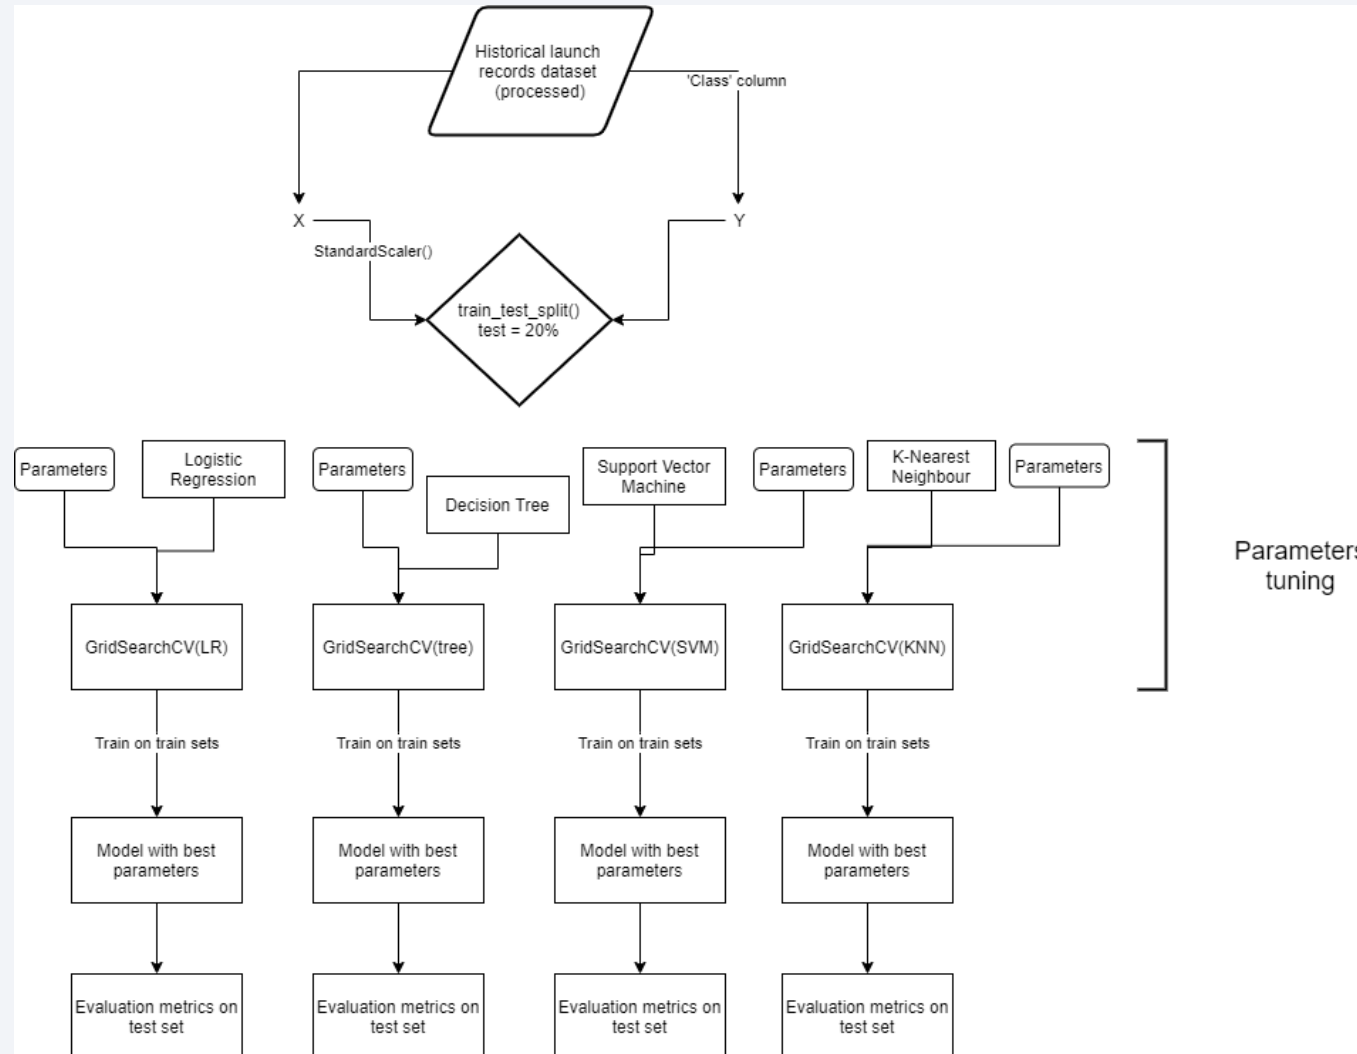 Historical launch
records dataset
(processed)
'Class' column
X
Y
StandardScaler()
train_test_split()
test = 20%
Parameters
Logistic
Regression
Parameters
Decision Tree
Support Vector
Machine
Parameters
K-Nearest
Neighbour
Parameters
Parameters
tuning
GridSearchCV(LR)
GridSearchCV(tree)
GridSearchCV(SVM)
GridSearchCV(KNN)
Train on train sets
Train on train sets
Train on train sets
Train on train sets
Model with best
parameters
Model with best
parameters
Model with best
parameters
Model with best
parameters
Evaluation metrics on
test set
Evaluation metrics on
test set
Evaluation metrics on
test set
Evaluation metrics on
test set